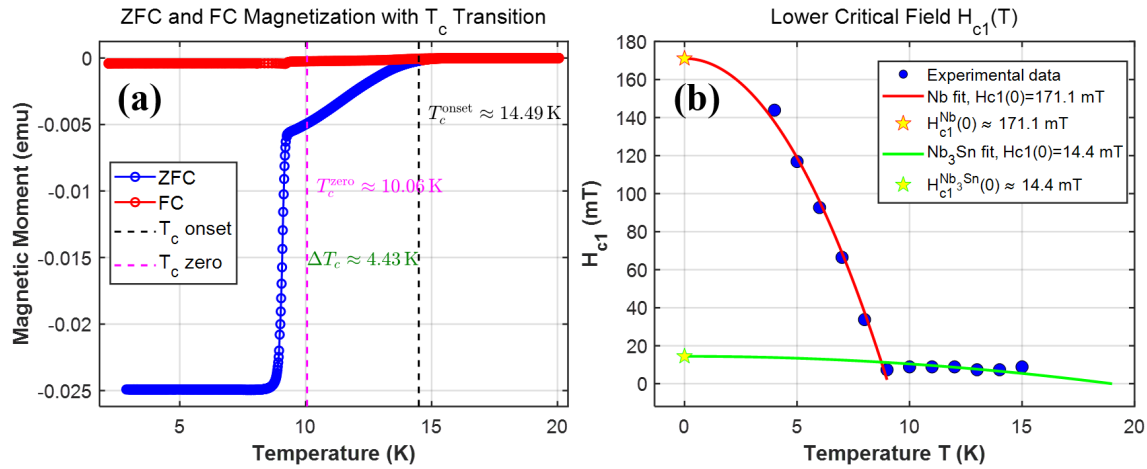 ZFC and FC Magnetization with T_c Transition
0
-0.005
-0.01
-0.015
-0.02
-0.025
Magnetic Moment (emu)
(a)
T_c^onset ≈ 14.49 K
T_c^zero ≈ 10.06 K
ΔT_c ≈ 4.43 K
ZFC
FC
T_c onset
T_c zero
5 10 15 20
Temperature (K)
Lower Critical Field H_c1(T)
180
160
140
120
100
80
60
40
20
0
H_c1 (mT)
(b)
Experimental data
Nb fit, Hc1(0)=171.1 mT
H_c1^Nb(0) ≈ 171.1 mT
Nb_3Sn fit, Hc1(0)=14.4 mT
H_c1^Nb_3Sn(0) ≈ 14.4 mT
0 5 10 15 20
Temperature T (K)